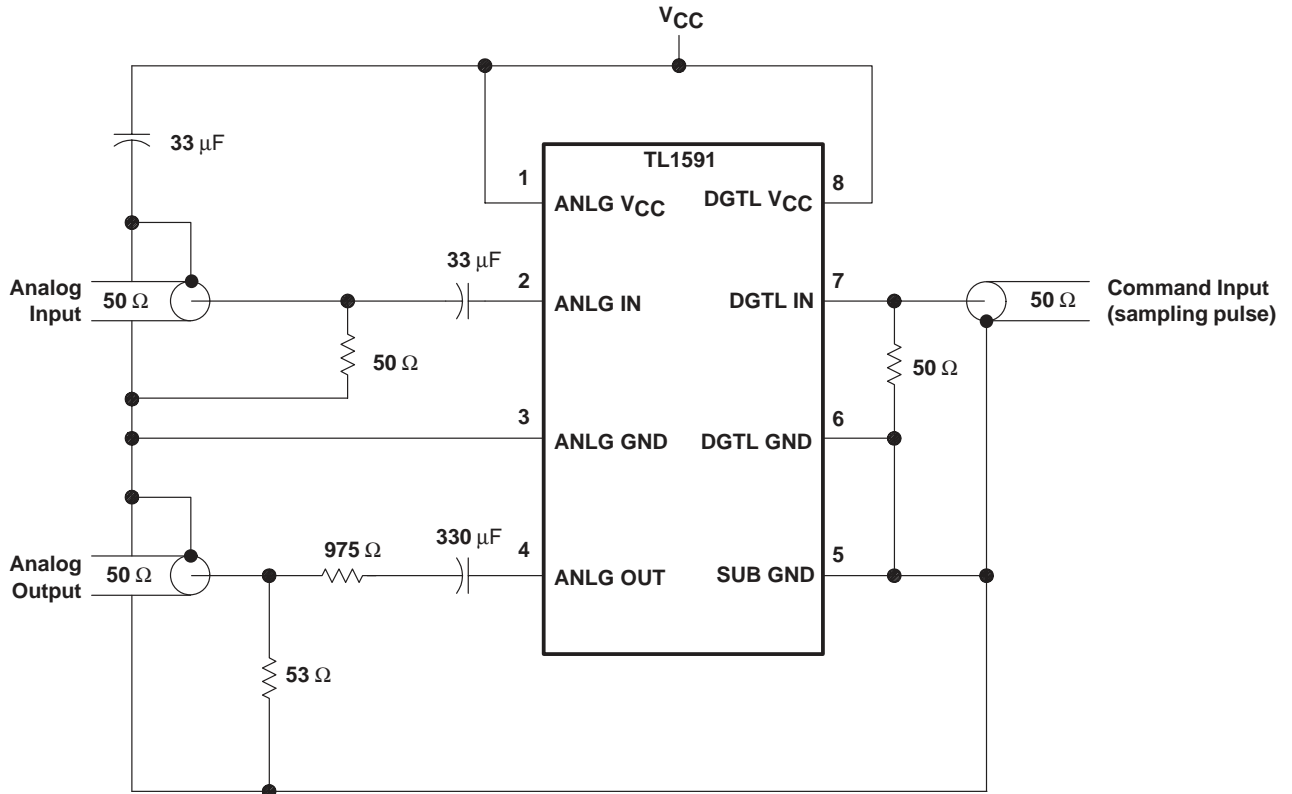 VCC
33 µF
TL1591
1
8
ANLG VCC
DGTL VCC
33 µF
2
7
Analog
Input
50 Ω
ANLG IN
DGTL IN
50 Ω
Command Input
(sampling pulse)
50 Ω
50 Ω
3
6
ANLG GND
DGTL GND
975 Ω
330 µF
4
5
Analog
Output
50 Ω
ANLG OUT
SUB GND
53 Ω